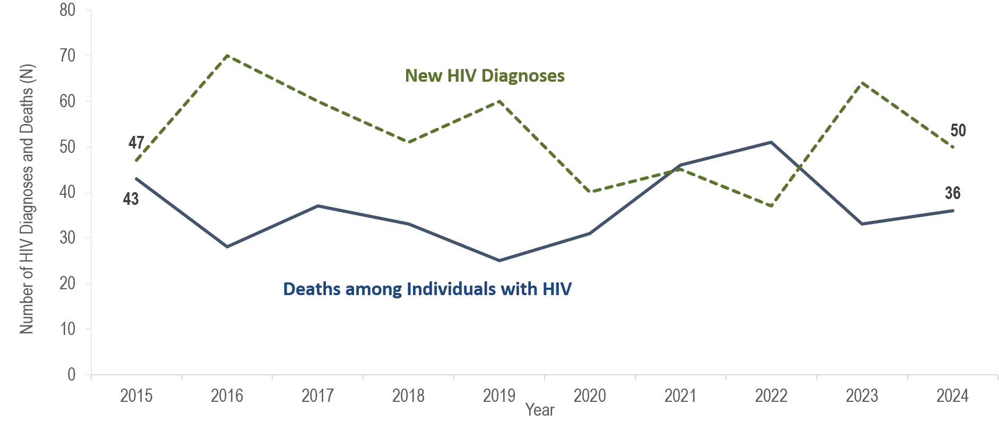 80
70
60
50
40
30
20
10
0
Number of HIV Diagnoses and Deaths (N)
New HIV Diagnoses
47
43
50
36
Deaths among Individuals with HIV
2015 2016 2017 2018 2019 2020 2021 2022 2023 2024
Year